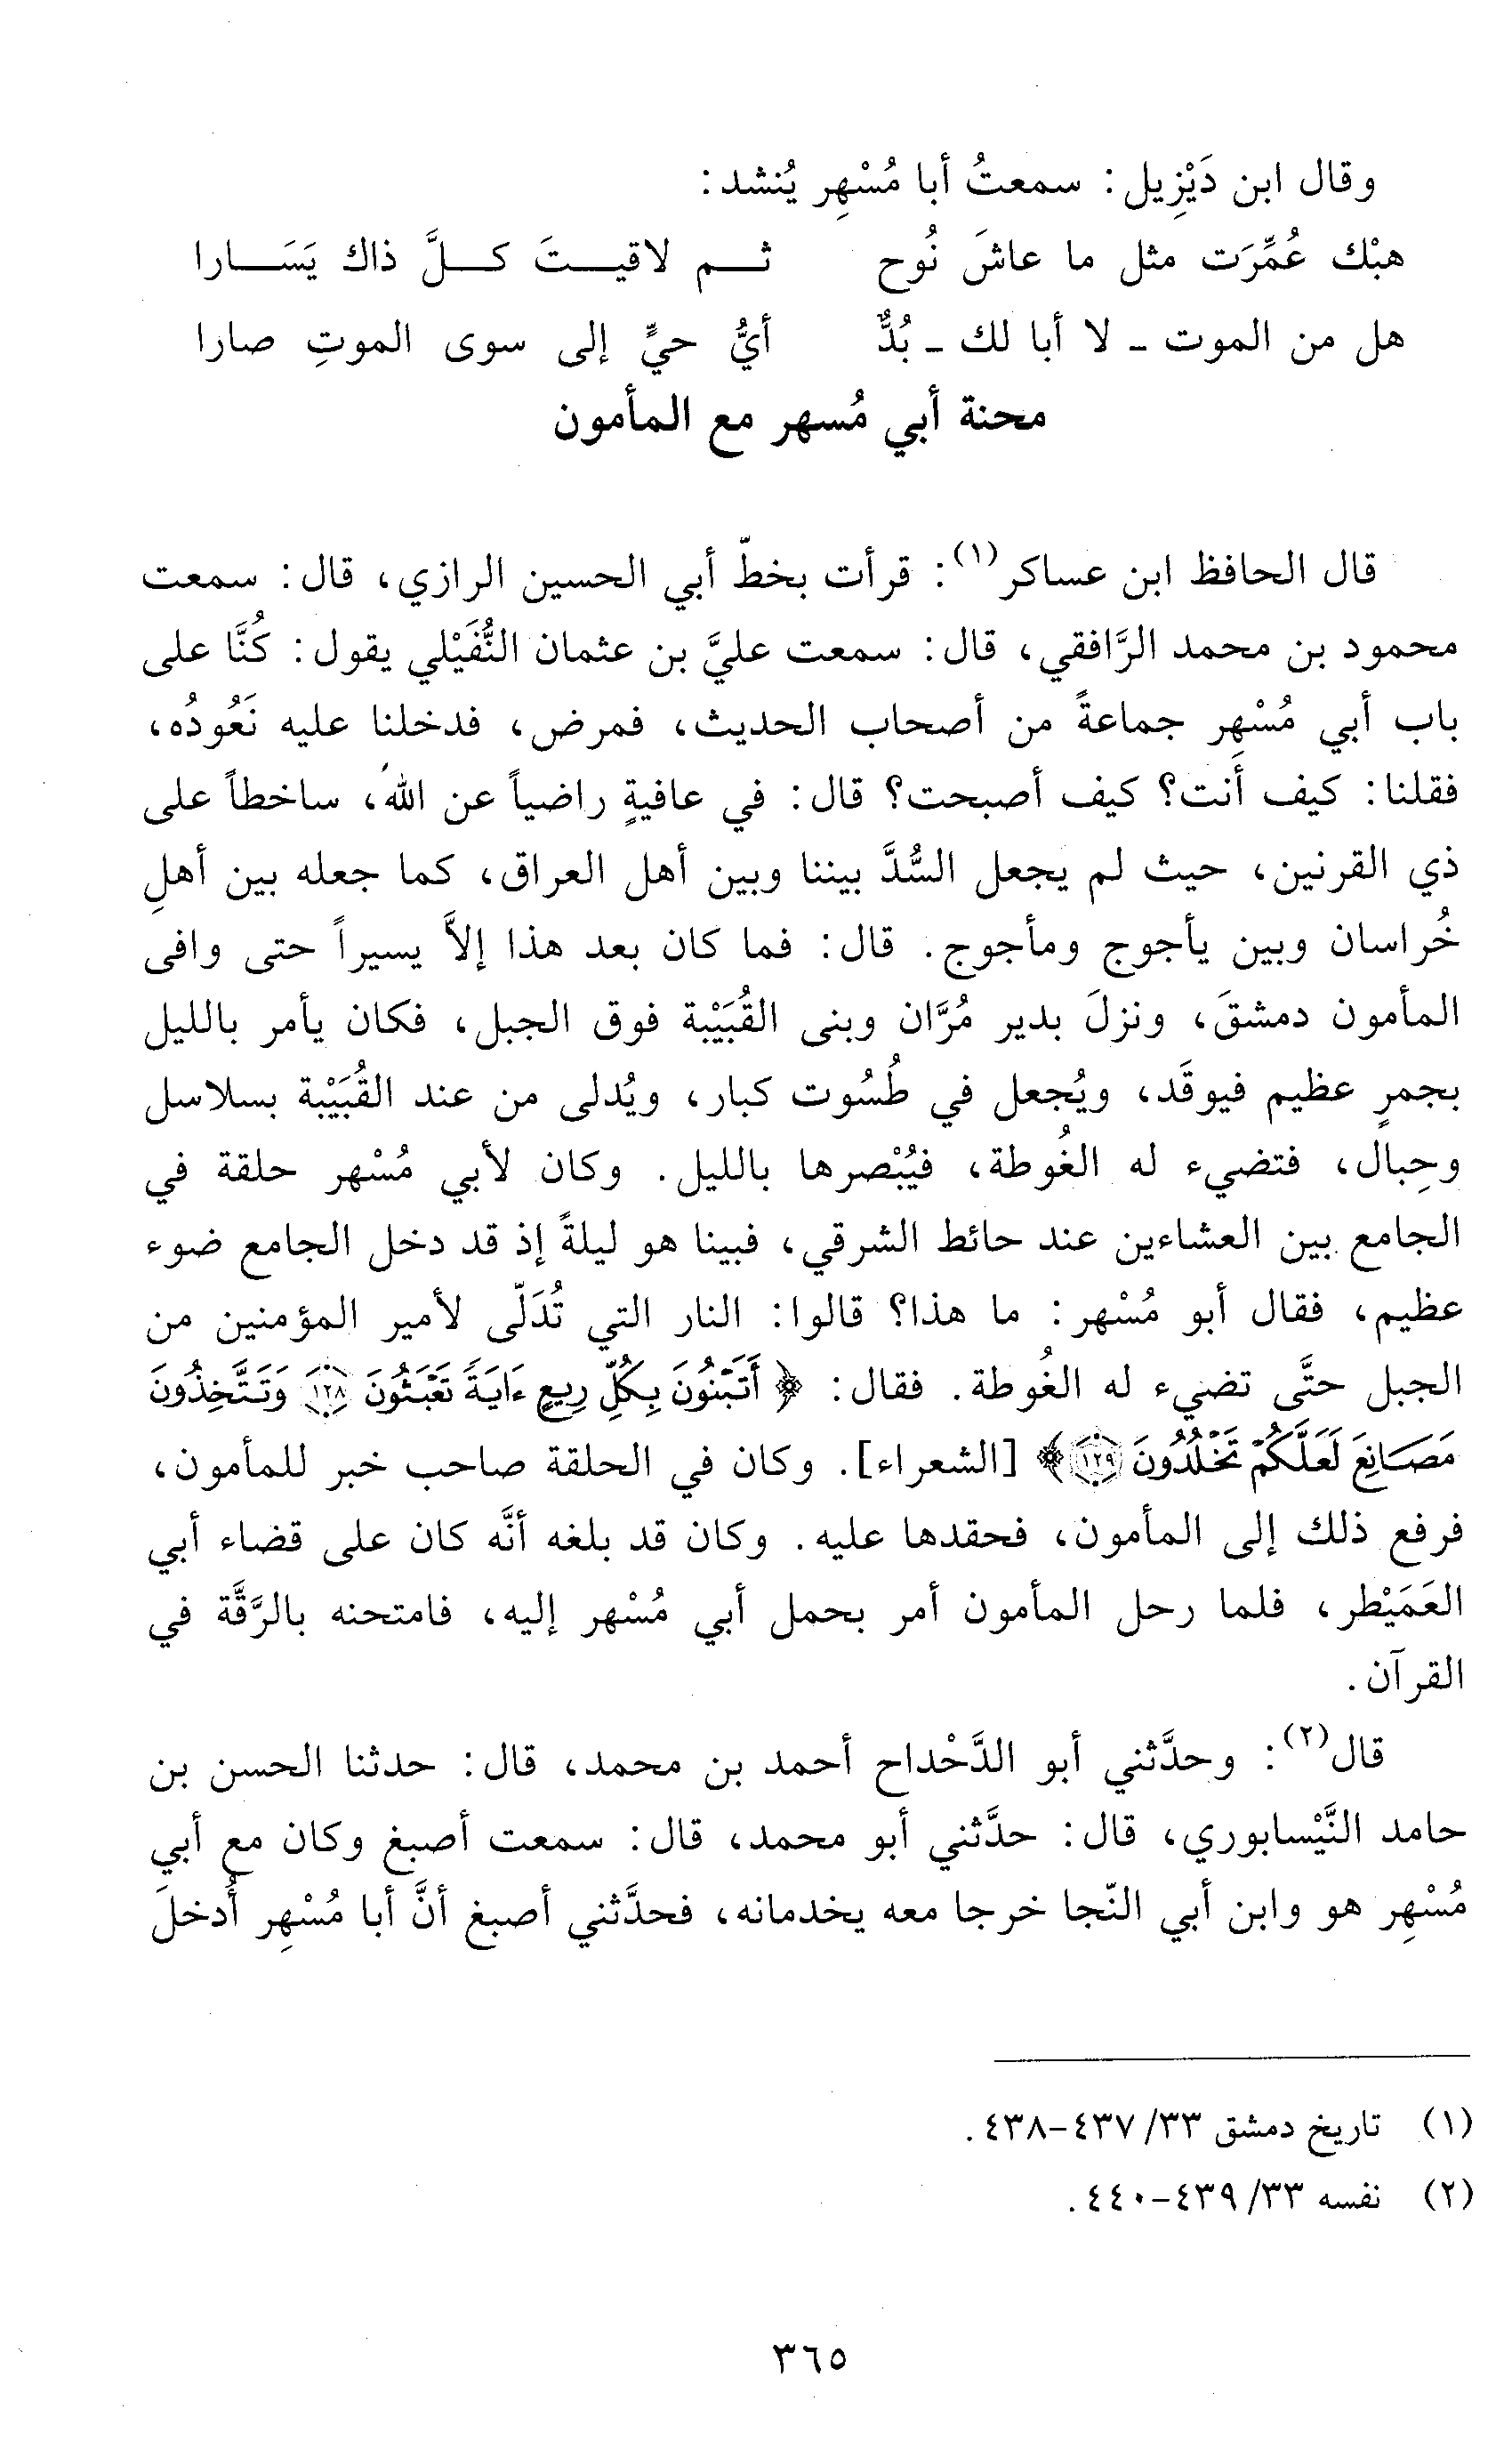 وقال ابن دَيْزِيل: سمعتُ أبا مُسْهِر يُنشد:
هبْك عُمِّرَت مثل ما عاشَ نُوح ثم لاقيتَ كلَّ ذاك يَسَارا
هل من الموت - لا أبا لك - بُدٌّ أيُّ حيٍّ إلى سوى الموتِ صارا
محنة أبي مُسهر مع المأمون
قال الحافظ ابن عساكر(١): قرأت بخطّ أبي الحسين الرازي، قال: سمعت
محمود بن محمد الرَّافقي، قال: سمعت عليَّ بن عثمان النُّفَيْلي يقول: كُنَّا على
باب أبي مُسْهر جماعةً من أصحاب الحديث، فمرض، فدخلنا عليه نَعُودُه،
فقلنا: كيف أَنت؟ كيف أصبحت؟ قال: في عافيةٍ راضياً عن الله، ساخطاً على
ذي القرنين، حيث لم يجعل السُّدَّ بيننا وبين أهل العراق، كما جعله بين أهلِ
خُراسان وبين يأجوج ومأجوج. قال: فما كان بعد هذا إلاَّ يسيراً حتى وافى
المأمون دمشقَ، ونزلَ بدير مُرَّان وبنى القُبَيْبة فوق الجبل، فكان يأمر بالليل
بجمرٍ عظيم فيوقَد، ويُجعل في طُسُوت كبار، ويُدلى من عند القُبَيْبة بسلاسل
وحِبال، فتضيء له الغُوطة، فيُبْصرها بالليل. وكان لأبي مُسْهر حلقة في
الجامع بين العشاءين عند حائط الشرقي، فبينا هو ليلةً إذ قد دخل الجامع ضوء
عظيم، فقال أبو مُسْهر: ما هذا؟ قالوا: النار التي تُدَلّى لأمير المؤمنين من
الجبل حتَّى تضيء له الغُوطة. فقال: ﴿أَتَبْنُونَ بِكُلِّ رِيعٍ ءَايَةً تَعْبَثُونَ ۝١٢٨ وَتَتَّخِذُونَ
مَصَانِعَ لَعَلَّكُمْ تَخْلُدُونَ ۝١٢٩﴾ [الشعراء]. وكان في الحلقة صاحب خبر للمأمون،
فرفع ذلك إلى المأمون، فحقدها عليه. وكان قد بلغه أنَّه كان على قضاء أبي
العَمَيْطر، فلما رحل المأمون أمر بحمل أبي مُسْهر إليه، فامتحنه بالرَّقَّة في
القرآن.
قال(٢): وحدَّثني أبو الدَّحْداح أحمد بن محمد، قال: حدثنا الحسن بن
حامد النَّيْسابوري، قال: حدَّثني أبو محمد، قال: سمعت أصبغ وكان مع أبي
مُسْهِر هو وابن أبي النّجا خرجا معه يخدمانه، فحدَّثني أصبغ أنَّ أبا مُسْهِر أُدخلَ
(١) تاريخ دمشق ٣٣/ ٤٣٧-٤٣٨.
(٢) نفسه ٣٣/ ٤٣٩-٤٤٠.
٣٦٥